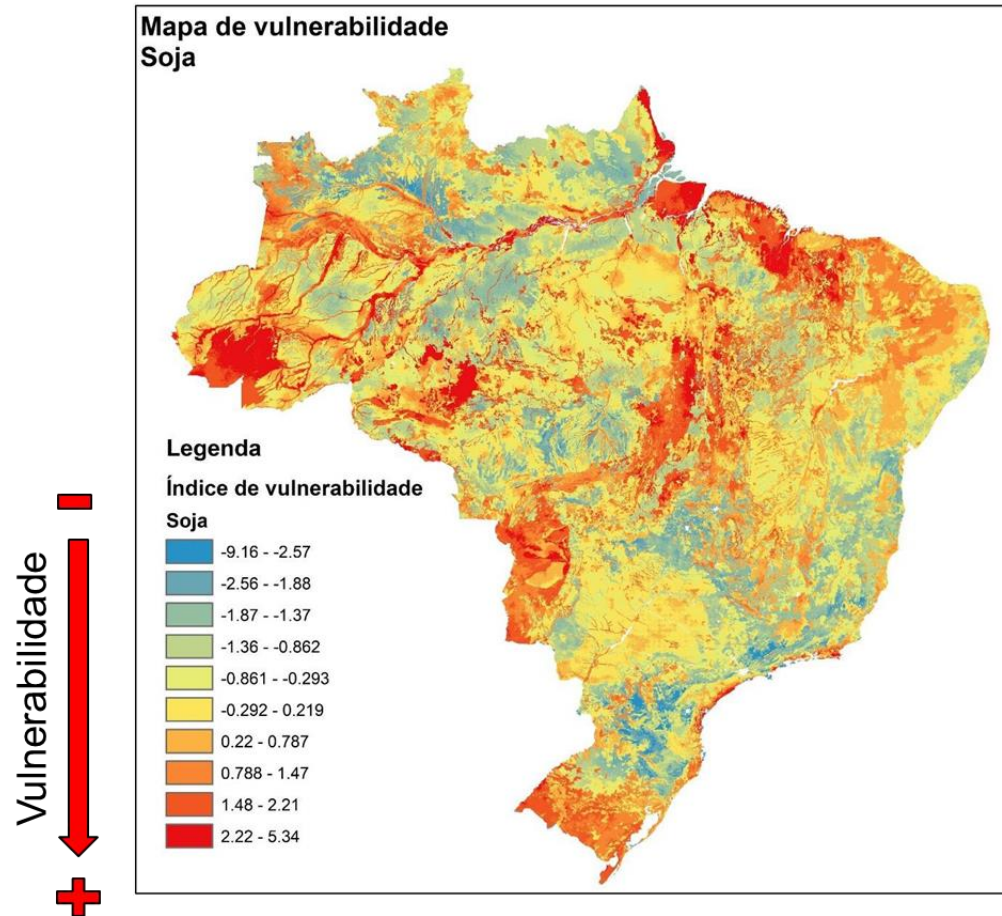 Mapa de vulnerabilidade
Soja
Legenda
Índice de vulnerabilidade
Soja
-9.16 - -2.57
-2.56 - -1.88
-1.87 - -1.37
-1.36 - -0.862
-0.861 - -0.293
-0.292 - 0.219
0.22 - 0.787
0.788 - 1.47
1.48 - 2.21
2.22 - 5.34
Vulnerabilidade